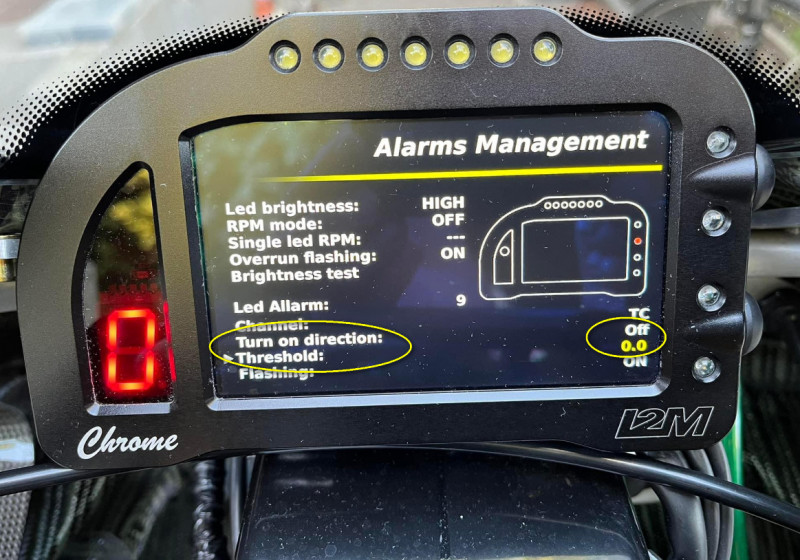 Alarms Management
Led brightness: HIGH
RPM mode: OFF
Single led RPM: ---
Overrun flashing: ON
Brightness test
Led Allarm: 9
Channel: TC
Turn on direction: Off
Threshold: 0.0
Flashing: ON
8
Chrome
L2M